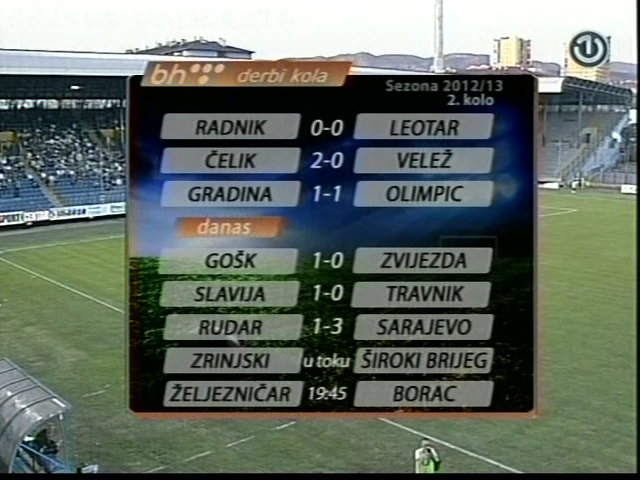 bh derbi kola
Sezona 2012/13
2. kolo
RADNIK 0-0 LEOTAR
ČELIK 2-0 VELEŽ
GRADINA 1-1 OLIMPIC
danas
GOŠK 1-0 ZVIJEZDA
SLAVIJA 1-0 TRAVNIK
RUDAR 1-3 SARAJEVO
ZRINJSKI u toku ŠIROKI BRIJEG
ŽELJEZNIČAR 19:45 BORAC